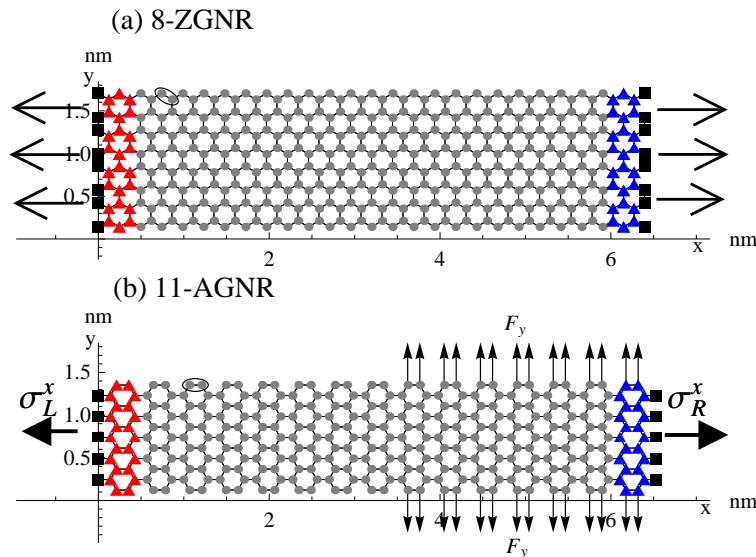 (a) 8-ZGNR
nm
y
1.5
1.0
0.5
2
4
6
x
nm
(b) 11-AGNR
nm
y
F_y
1.5
σ_L^x
1.0
σ_R^x
0.5
2
4
6
x
nm
F_y